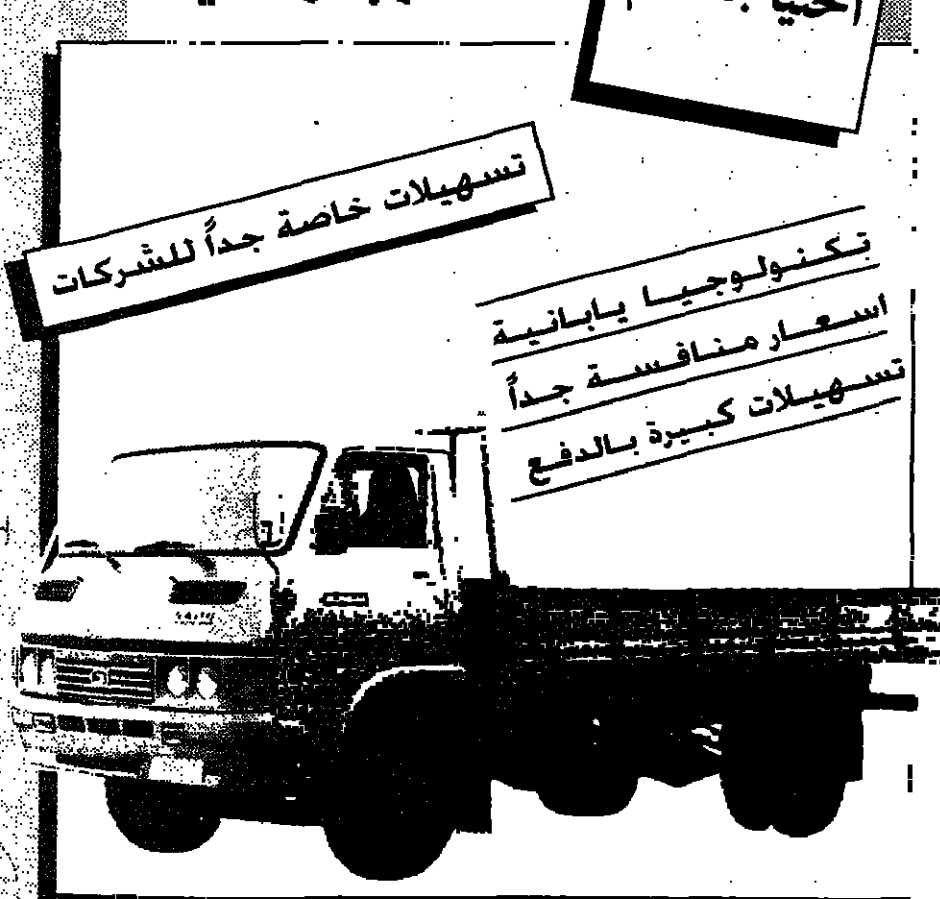 تسهيلات خاصة جداً للشركات
تكنولوجيا يابانية
اسعار منافسة جداً
تسهيلات كبيرة بالدفع